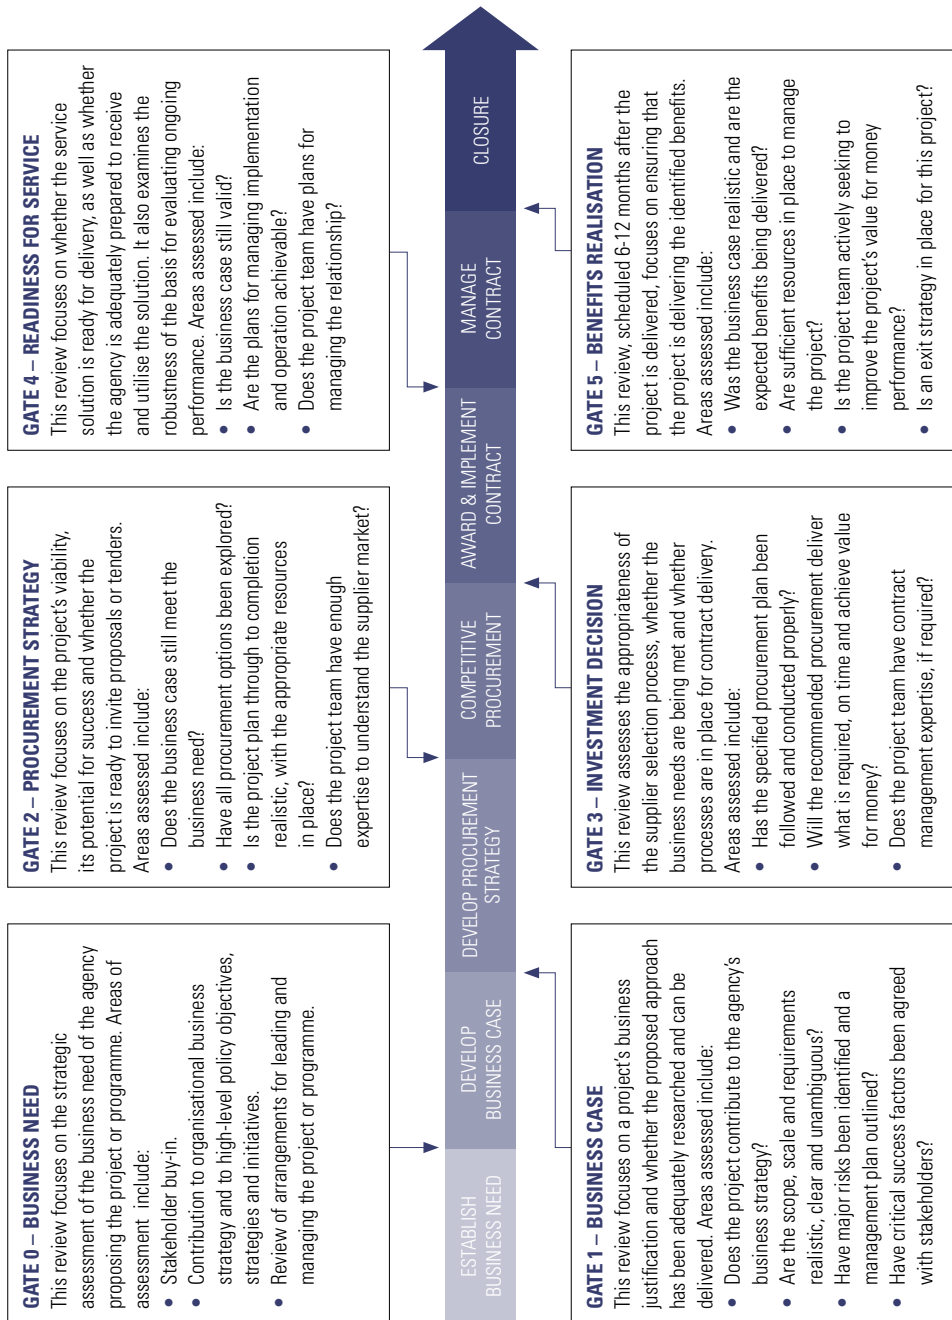 GATE 0 – BUSINESS NEED
This review focuses on the strategic
assessment of the business need of the agency
proposing the project or programme. Areas of
assessment include:
• Stakeholder buy-in.
• Contribution to organisational business
strategy and to high-level policy objectives,
strategies and initiatives.
• Review of arrangements for leading and
managing the project or programme.
GATE 2 – PROCUREMENT STRATEGY
This review focuses on the project's viability,
its potential for success and whether the
project is ready to invite proposals or tenders.
Areas assessed include:
• Does the business case still meet the
business need?
• Have all procurement options been explored?
• Is the project plan through to completion
realistic, with the appropriate resources
in place?
• Does the project team have enough
expertise to understand the supplier market?
GATE 4 – READINESS FOR SERVICE
This review focuses on whether the service
solution is ready for delivery, as well as whether
the agency is adequately prepared to receive
and utilise the solution. It also examines the
robustness of the basis for evaluating ongoing
performance. Areas assessed include:
• Is the business case still valid?
• Are the plans for managing implementation
and operation achievable?
• Does the project team have plans for
managing the relationship?
ESTABLISH
BUSINESS NEED
DEVELOP
BUSINESS CASE
DEVELOP PROCUREMENT
STRATEGY
COMPETITIVE
PROCUREMENT
AWARD & IMPLEMENT
CONTRACT
MANAGE
CONTRACT
CLOSURE
GATE 1 – BUSINESS CASE
This review focuses on a project's business
justification and whether the proposed approach
has been adequately researched and can be
delivered. Areas assessed include:
• Does the project contribute to the agency's
business strategy?
• Are the scope, scale and requirements
realistic, clear and unambiguous?
• Have major risks been identified and a
management plan outlined?
• Have critical success factors been agreed
with stakeholders?
GATE 3 – INVESTMENT DECISION
This review assesses the appropriateness of
the supplier selection process, whether the
business needs are being met and whether
processes are in place for contract delivery.
Areas assessed include:
• Has the specified procurement plan been
followed and conducted properly?
• Will the recommended procurement deliver
what is required, on time and achieve value
for money?
• Does the project team have contract
management expertise, if required?
GATE 5 – BENEFITS REALISATION
This review, scheduled 6-12 months after the
project is delivered, focuses on ensuring that
the project is delivering the identified benefits.
Areas assessed include:
• Was the business case realistic and are the
expected benefits being delivered?
• Are sufficient resources in place to manage
the project?
• Is the project team actively seeking to
improve the project's value for money
performance?
• Is an exit strategy in place for this project?